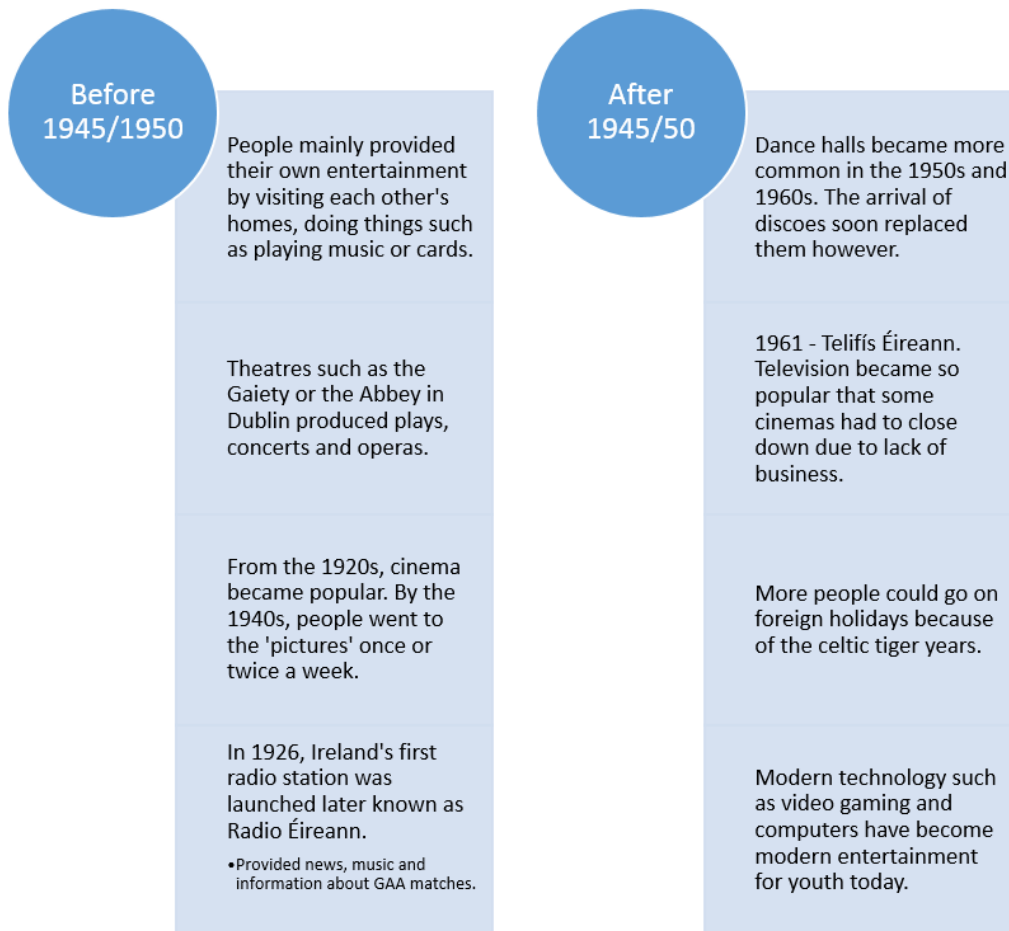 Before
1945/1950
People mainly provided
their own entertainment
by visiting each other's
homes, doing things such
as playing music or cards.
Theatres such as the
Gaiety or the Abbey in
Dublin produced plays,
concerts and operas.
From the 1920s, cinema
became popular. By the
1940s, people went to
the 'pictures' once or
twice a week.
In 1926, Ireland's first
radio station was
launched later known as
Radio Éireann.
•Provided news, music and
information about GAA matches.
After
1945/50
Dance halls became more
common in the 1950s and
1960s. The arrival of
discoes soon replaced
them however.
1961 - Telifís Éireann.
Television became so
popular that some
cinemas had to close
down due to lack of
business.
More people could go on
foreign holidays because
of the celtic tiger years.
Modern technology such
as video gaming and
computers have become
modern entertainment
for youth today.